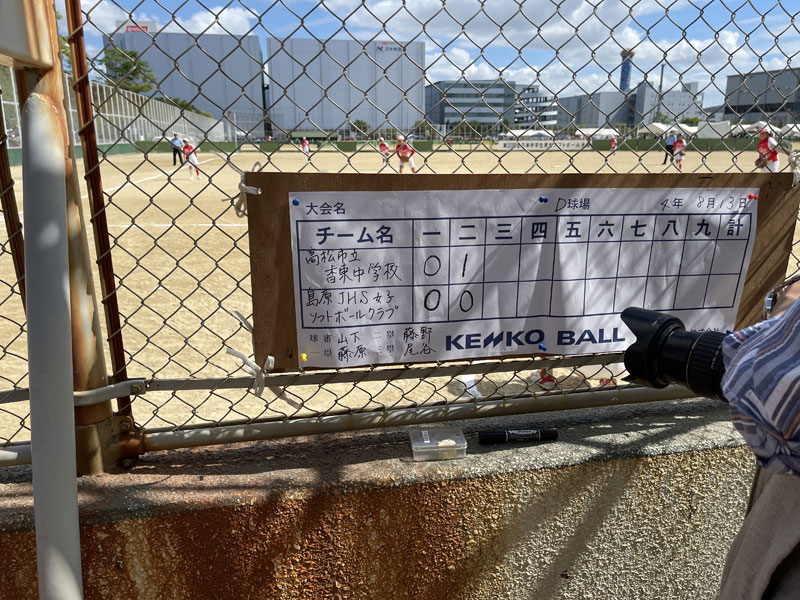 大会名 D球場 4年 8月13日
チーム名 一 二 三 四 五 六 七 八 九 計
高松市立
香東中学校 0 1
島原JHS女子
ソフトボールクラブ 0 0
球審 山下 二塁 藤野
一塁 藤原 三塁 尾谷
KENKO BALL